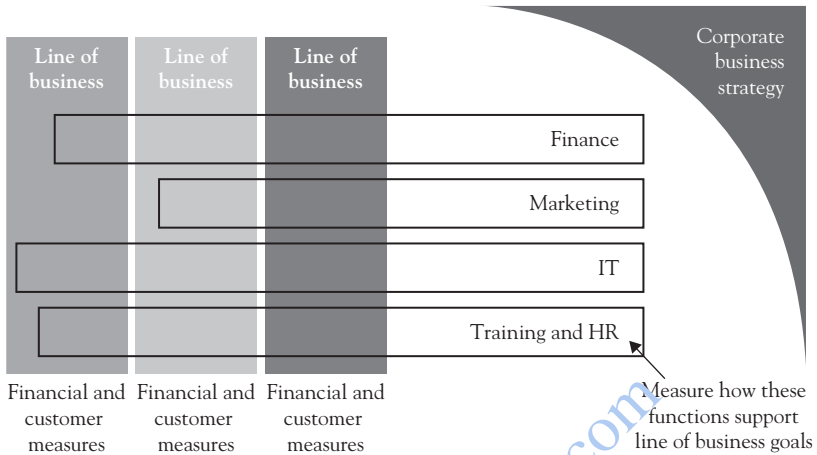 Line of
business
Line of
business
Line of
business
Corporate
business
strategy
Finance
Marketing
IT
Training and HR
Financial and
customer
measures
Financial and
customer
measures
Financial and
customer
measures
Measure how these
functions support
line of business goals
.com